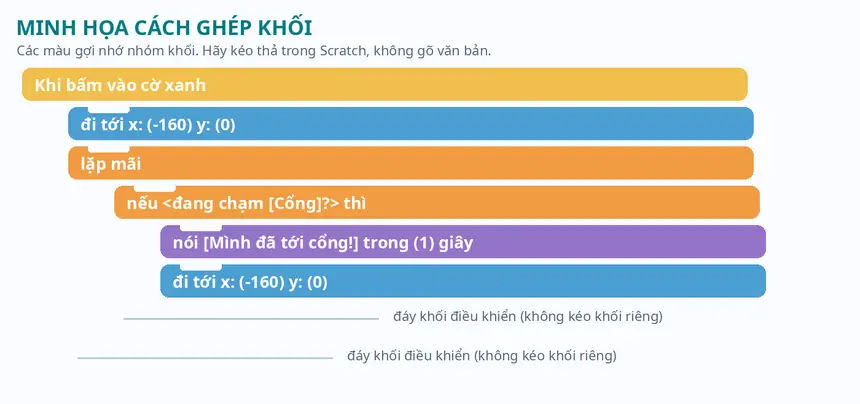 MINH HỌA CÁCH GHÉP KHỐI
Các màu gợi nhớ nhóm khối. Hãy kéo thả trong Scratch, không gõ văn bản.
Khi bấm vào cờ xanh
đi tới x: (-160) y: (0)
lặp mãi
nếu <đang chạm [Cổng]?> thì
nói [Mình đã tới cổng!] trong (1) giây
đi tới x: (-160) y: (0)
đáy khối điều khiển (không kéo khối riêng)
đáy khối điều khiển (không kéo khối riêng)